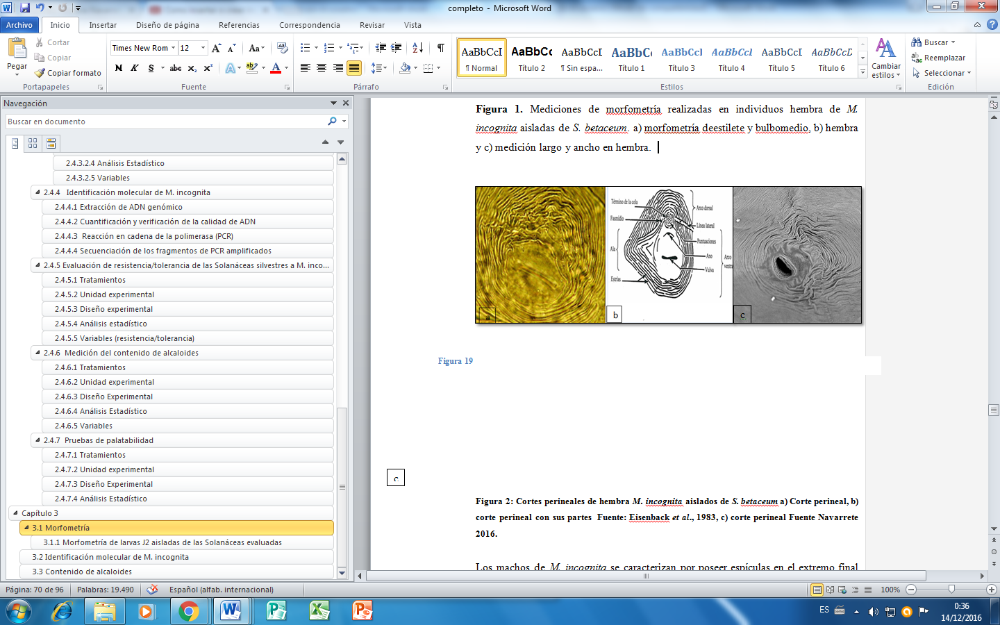 completo - Microsoft Word
Archivo Inicio Insertar Diseño de página Referencias Correspondencia Revisar Vista
Pegar
Cortar
Copiar
Copiar formato
Portapapeles
Times New Rom 12
N K S abc x₂ x² A ab A
Fuente
Párrafo
AaBbCcI AaBbCc AaBbCcI AaBbCc AaBbCcI AaBbCcI AaBbCcI AaBbCcD
¶ Normal Título 2 ¶ Sin espa... Título 1 Título 3 Título 4 Título 5 Título 6
Estilos
Cambiar
estilos
Buscar
Reemplazar
Seleccionar
Edición
Navegación
Buscar en documento
2.4.3.2.4 Análisis Estadístico
2.4.3.2.5 Variables
2.4.4 Identificación molecular de M. incognita
2.4.4.1 Extracción de ADN genómico
2.4.4.2 Cuantificación y verificación de la calidad de ADN
2.4.4.3 Reacción en cadena de la polimerasa (PCR)
2.4.4.4 Secuenciación de los fragmentos de PCR amplificados
2.4.5 Evaluación de resistencia/tolerancia de las Solanáceas silvestres a M. inco...
2.4.5.1 Tratamientos
2.4.5.2 Unidad experimental
2.4.5.3 Diseño experimental
2.4.5.4 Análisis estadístico
2.4.5.5 Variables (resistencia/tolerancia)
2.4.6 Medición del contenido de alcaloides
2.4.6.1 Tratamientos
2.4.6.2 Unidad experimental
2.4.6.3 Diseño Experimental
2.4.6.4 Análisis Estadístico
2.4.6.5 Variables
2.4.7 Pruebas de palatabilidad
2.4.7.1 Tratamientos
2.4.7.2 Unidad experimental
2.4.7.3 Diseño Experimental
2.4.7.4 Análisis Estadístico
Capítulo 3
3.1 Morfometría
3.1.1 Morfometría de larvas J2 aisladas de las Solanáceas evaluadas
3.2 Identificación molecular de M. incognita
3.3 Contenido de alcaloides
Figura 1. Mediciones de morfometría realizadas en individuos hembra de M.
incognita aisladas de S. betaceum. a) morfometría deestilete y bulbomedio, b) hembra
y c) medición largo y ancho en hembra.
Término de la cola
Fasmidio
Ala
Estrías
Arco dorsal
Línea lateral
Puntuaciones
Ano
Arco
ventra
Vulva
a
b
c
Figura 19
c
Figura 2: Cortes perineales de hembra M. incognita aislados de S. betaceum a) Corte perineal, b)
corte perineal con sus partes Fuente: Eisenback et al., 1983, c) corte perineal Fuente Navarrete
2016.
Los machos de M. incognita se caracterizan por poseer espículas en el extremo final
Página: 70 de 96 Palabras: 19.490 Español (alfab. internacional) 100%
ES 0:36
14/12/2016